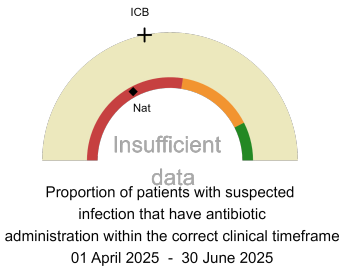 ICB
Nat
Insufficient
data
Proportion of patients with suspected
infection that have antibiotic
administration within the correct clinical timeframe
01 April 2025 - 30 June 2025